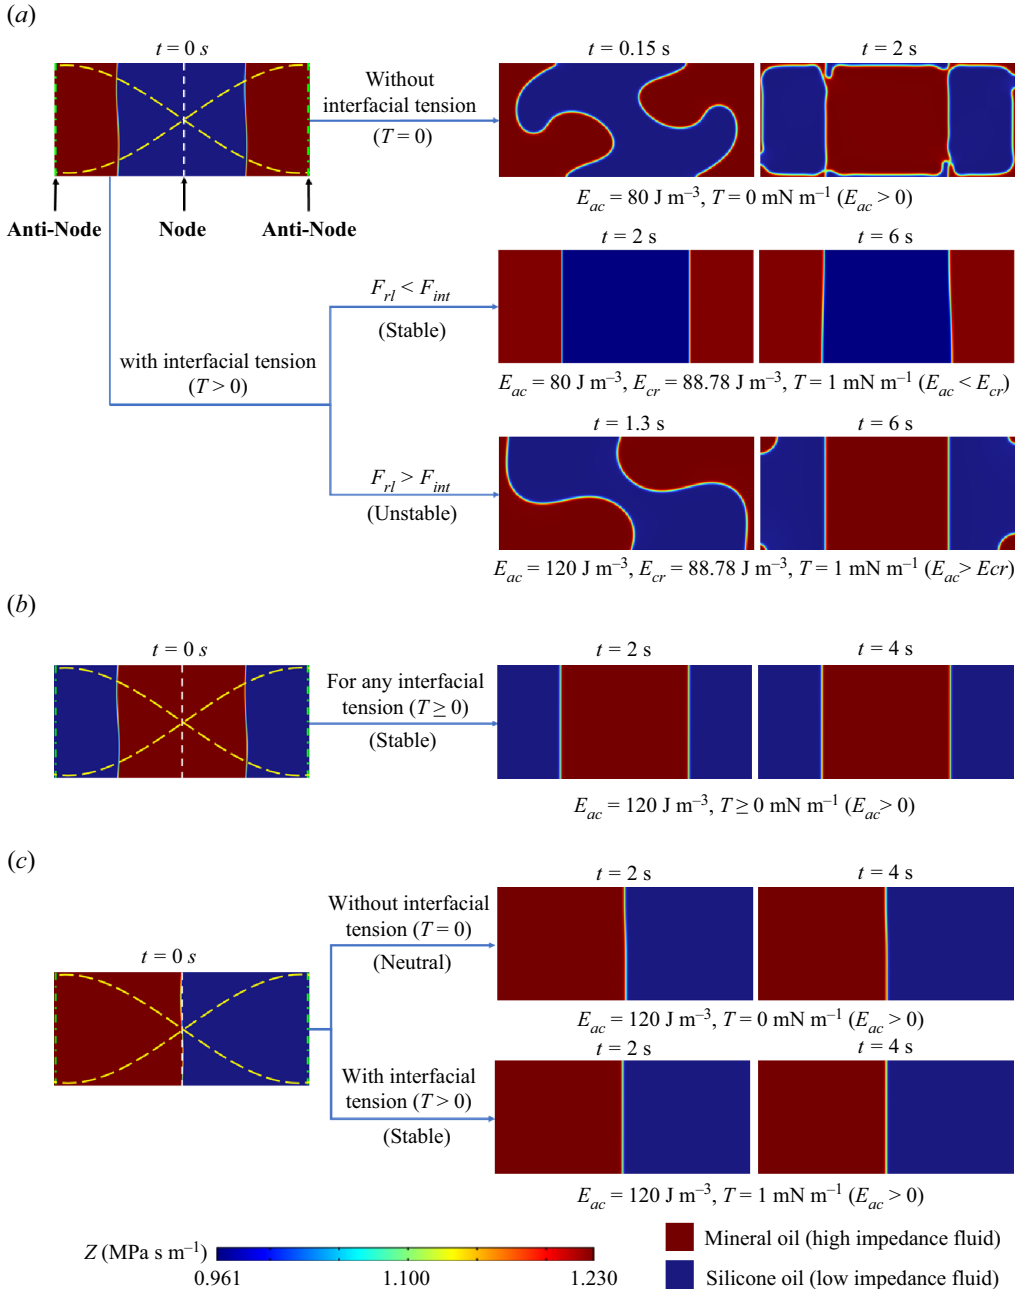 (a)
t = 0 s
Without
interfacial tension
(T = 0)
t = 0.15 s
t = 2 s
E_ac = 80 J m⁻³, T = 0 mN m⁻¹ (E_ac > 0)
Anti-Node
Node
Anti-Node
with interfacial tension
(T > 0)
F_rl < F_int
(Stable)
t = 2 s
t = 6 s
E_ac = 80 J m⁻³, E_cr = 88.78 J m⁻³, T = 1 mN m⁻¹ (E_ac < E_cr)
F_rl > F_int
(Unstable)
t = 1.3 s
t = 6 s
E_ac = 120 J m⁻³, E_cr = 88.78 J m⁻³, T = 1 mN m⁻¹ (E_ac > Ecr)
(b)
t = 0 s
For any interfacial
tension (T ≥ 0)
(Stable)
t = 2 s
t = 4 s
E_ac = 120 J m⁻³, T ≥ 0 mN m⁻¹ (E_ac > 0)
(c)
t = 0 s
Without interfacial
tension (T = 0)
(Neutral)
t = 2 s
t = 4 s
E_ac = 120 J m⁻³, T = 0 mN m⁻¹ (E_ac > 0)
With interfacial
tension (T > 0)
(Stable)
t = 2 s
t = 4 s
E_ac = 120 J m⁻³, T = 1 mN m⁻¹ (E_ac > 0)
Z (MPa s m⁻¹)
0.961
1.100
1.230
Mineral oil (high impedance fluid)
Silicone oil (low impedance fluid)